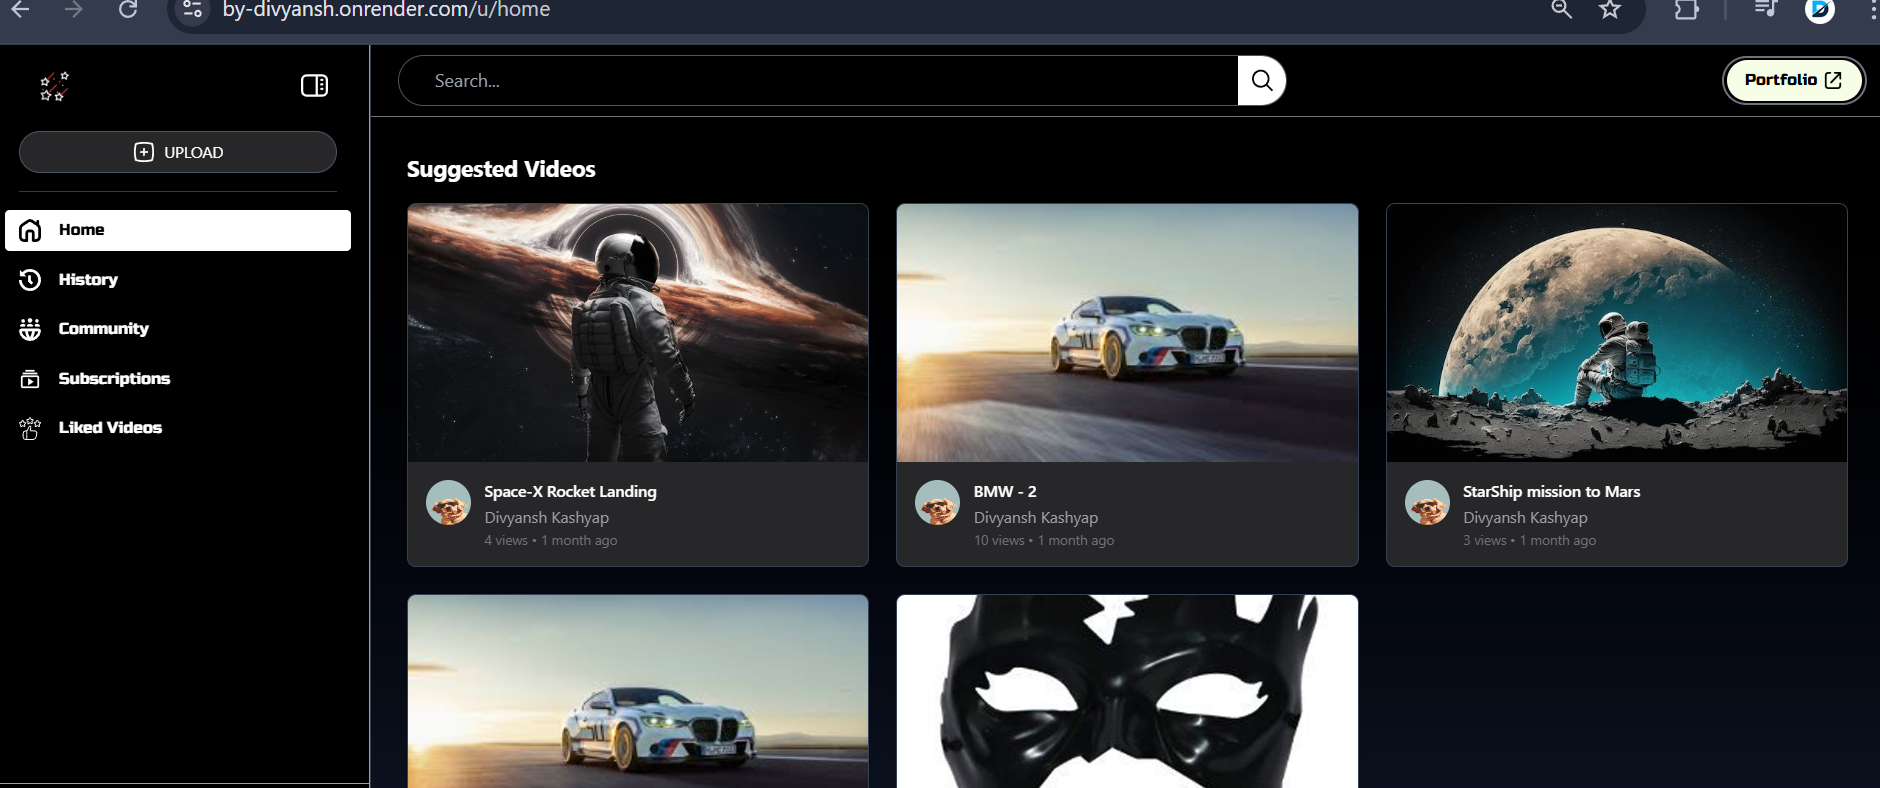 by-divyansh.onrender.com/u/home
Search...
Portfolio
UPLOAD
Home
History
Community
Subscriptions
Liked Videos
Suggested Videos
Space-X Rocket Landing
Divyansh Kashyap
4 views • 1 month ago
BMW - 2
Divyansh Kashyap
10 views • 1 month ago
StarShip mission to Mars
Divyansh Kashyap
3 views • 1 month ago